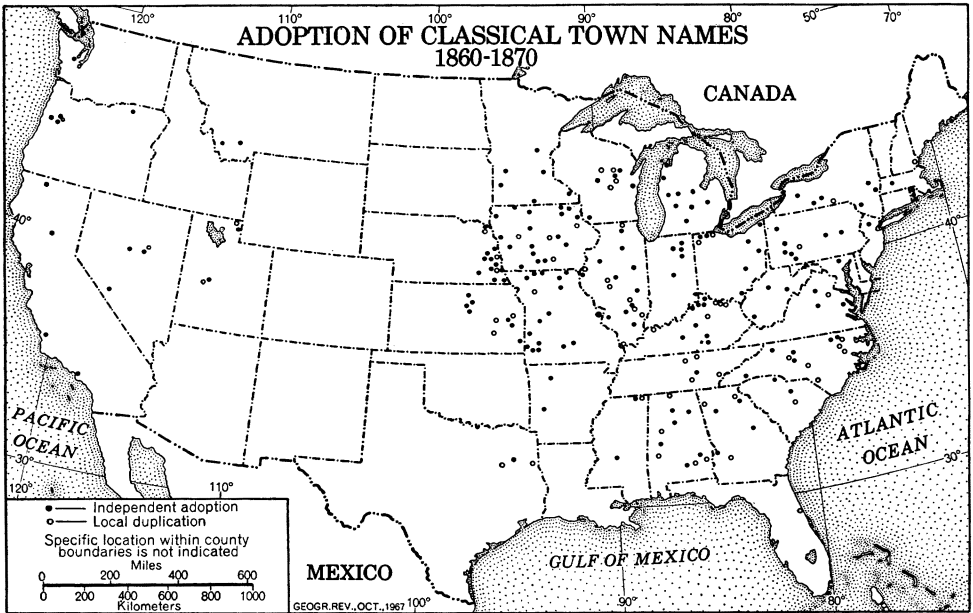 120°
110°
100°
90°
80°
50°
70°
ADOPTION OF CLASSICAL TOWN NAMES
1860-1870
CANADA
40°
40°
PACIFIC
OCEAN
ATLANTIC
OCEAN
30°
30°
120°
110°
Independent adoption
Local duplication
Specific location within county
boundaries is not indicated
Miles
0 200 400 600
0 200 400 600 800 1000
Kilometers
MEXICO
GULF OF MEXICO
GEOGR.REV.,OCT.,1967
100°
90°
80°